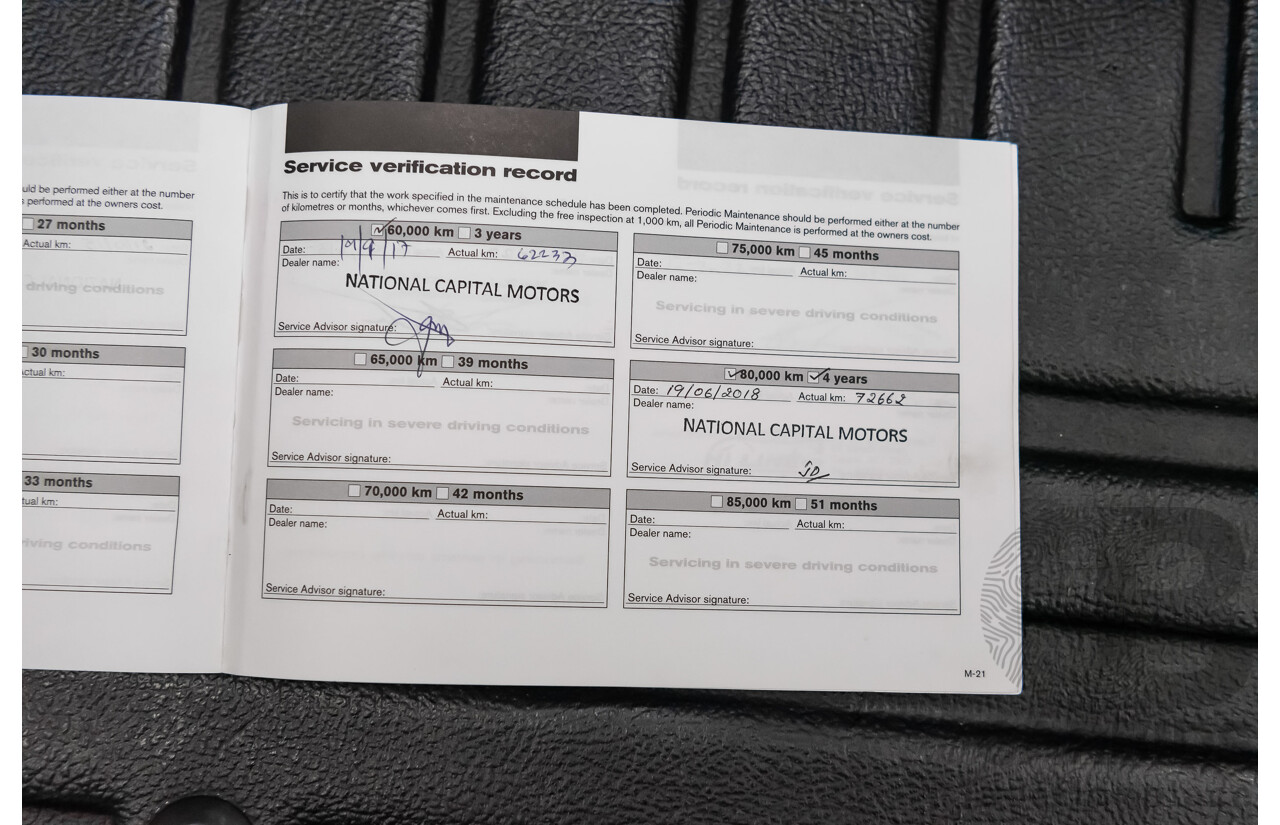 uld be performed either at the number
s performed at the owners cost.
27 months
Actual km:
driving conditions
30 months
ctual km:
33 months
tual km:
riving conditions
Service verification record
This is to certify that the work specified in the maintenance schedule has been completed. Periodic Maintenance should be performed either at the number
of kilometres or months, whichever comes first. Excluding the free inspection at 1,000 km, all Periodic Maintenance is performed at the owners cost.
60,000 km 3 years
Date: Actual km: 62233
Dealer name:
NATIONAL CAPITAL MOTORS
Service Advisor signature:
65,000 km 39 months
Date: Actual km:
Dealer name:
Servicing in severe driving conditions
Service Advisor signature:
70,000 km 42 months
Date: Actual km:
Dealer name:
Service Advisor signature:
75,000 km 45 months
Date: Actual km:
Dealer name:
Servicing in severe driving conditions
Service Advisor signature:
80,000 km 4 years
Date: 19/06/2018 Actual km: 72662
Dealer name:
NATIONAL CAPITAL MOTORS
Service Advisor signature:
85,000 km 51 months
Date: Actual km:
Dealer name:
Servicing in severe driving conditions
Service Advisor signature:
M-21